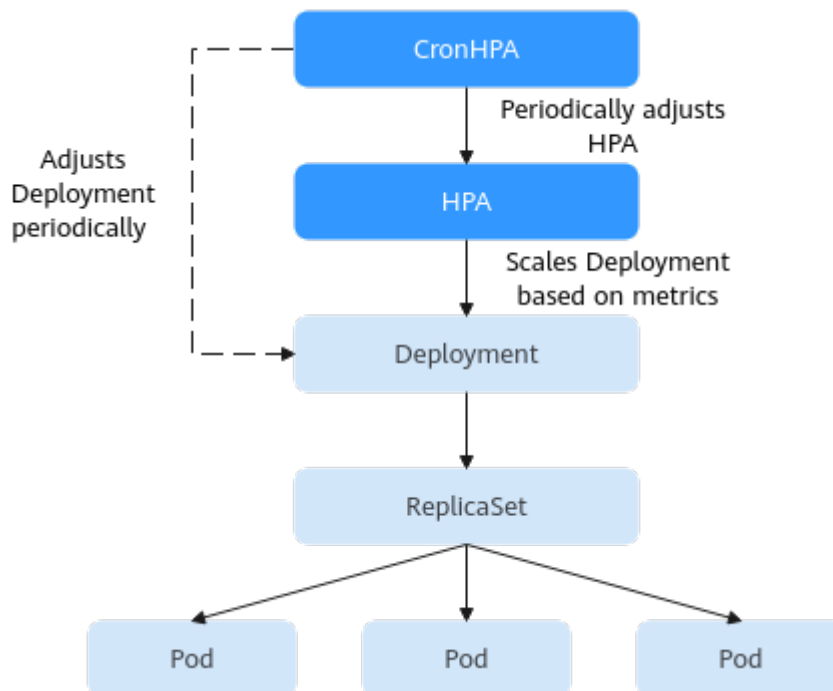 CronHPA
Periodically adjusts
HPA
Adjusts
Deployment
periodically
HPA
Scales Deployment
based on metrics
Deployment
ReplicaSet
Pod
Pod
Pod